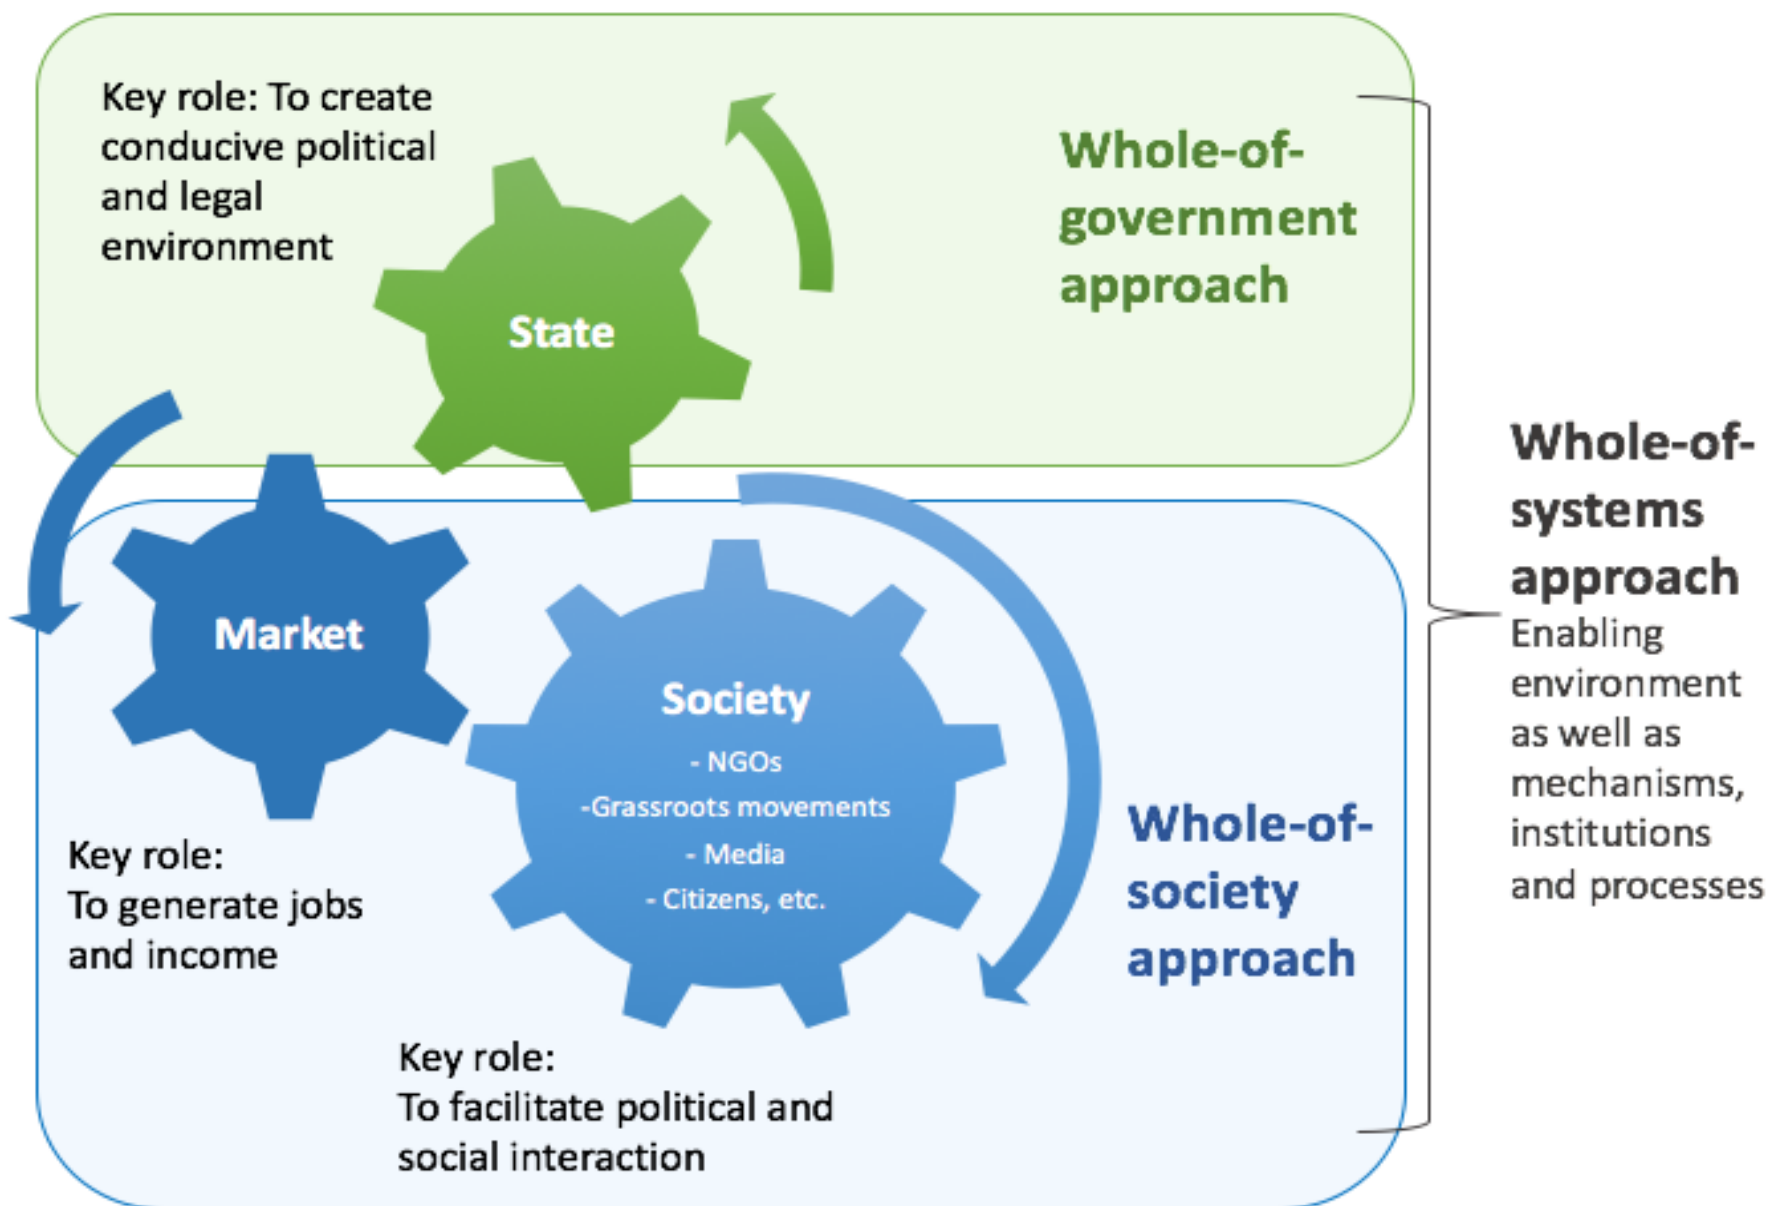 Key role: To create
conducive political
and legal
environment
Whole-of-
government
approach
State
Market
Society
- NGOs
-Grassroots movements
- Media
- Citizens, etc.
Key role:
To generate jobs
and income
Key role:
To facilitate political and
social interaction
Whole-of-
society
approach
Whole-of-
systems
approach
Enabling
environment
as well as
mechanisms,
institutions
and processes